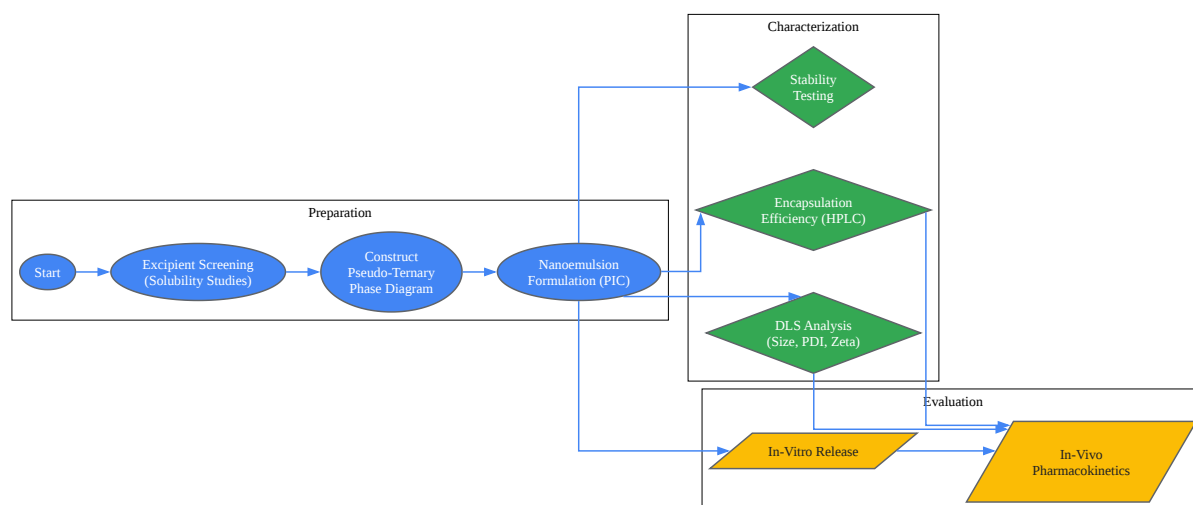 Characterization
Stability
Testing
Encapsulation
Efficiency (HPLC)
DLS Analysis
(Size, PDI, Zeta)
Preparation
Start
Excipient Screening
(Solubility Studies)
Construct
Pseudo-Ternary
Phase Diagram
Nanoemulsion
Formulation (PIC)
Evaluation
In-Vitro Release
In-Vivo
Pharmacokinetics